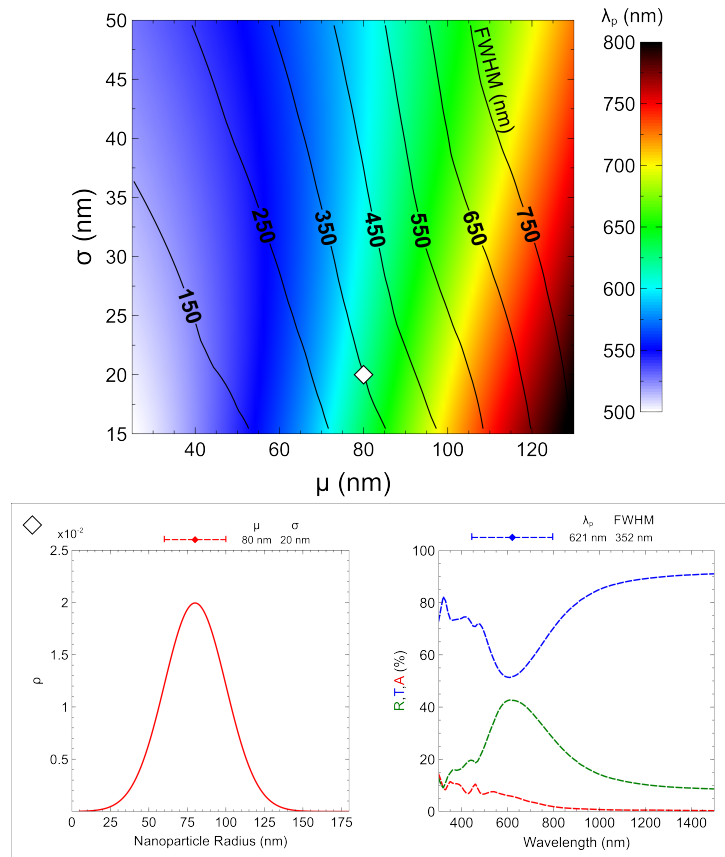 λp (nm)
50
45
40
35
30
25
20
15
σ (nm)
FWHM (nm)
150
250
350
450
550
650
750
40
60
80
100
120
μ (nm)
800
750
700
650
600
550
500
μ σ
80 nm 20 nm
x10-2
2.5
2
1.5
1
0.5
ρ
0 25 50 75 100 125 150 175
Nanoparticle Radius (nm)
λp FWHM
621 nm 352 nm
100
80
60
40
20
0
R,T,A (%)
400 600 800 1000 1200 1400
Wavelength (nm)